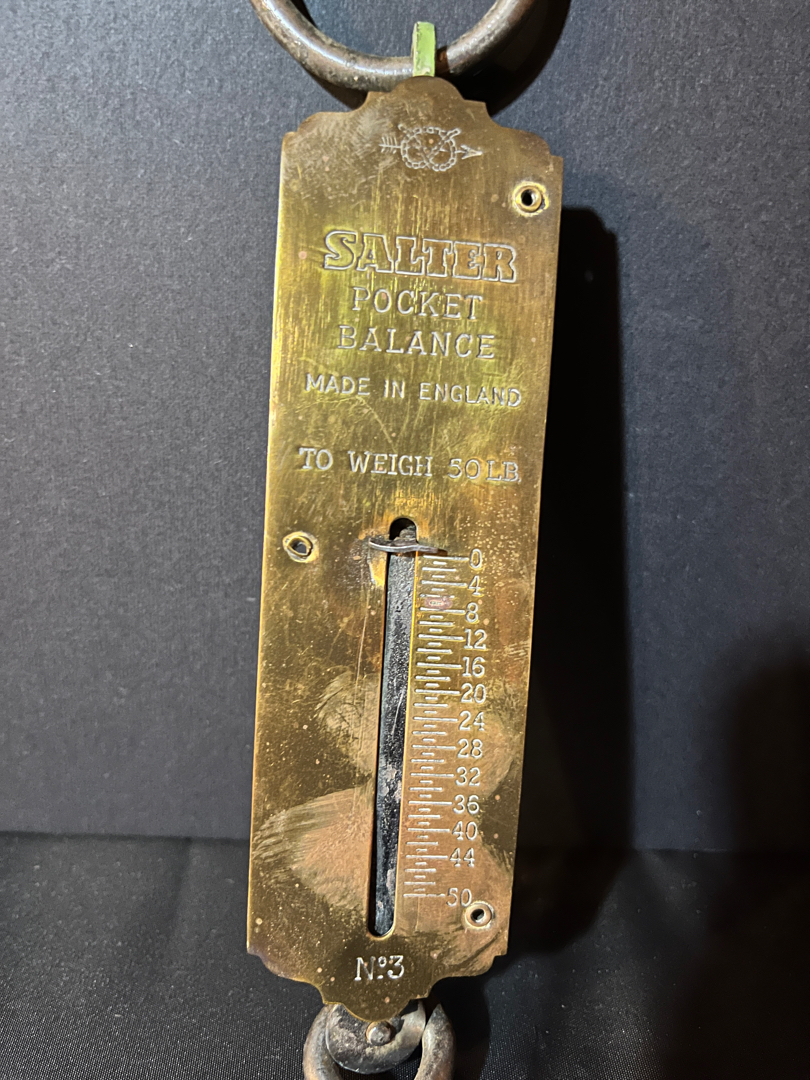 SALTER
POCKET
BALANCE
MADE IN ENGLAND
TO WEIGH 50LB.
0
4
8
12
16
20
24
28
32
36
40
44
50
Nº3